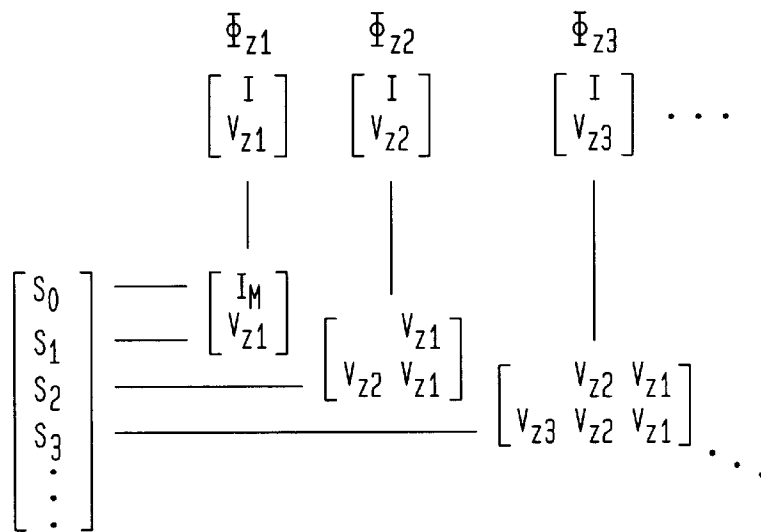 Φz1 Φz2 Φz3
I I I
Vz1 Vz2 Vz3 . . .
S0 IM
Vz1
S1 Vz1
S2 Vz2 Vz1
Vz2 Vz1
S3 Vz3 Vz2 Vz1